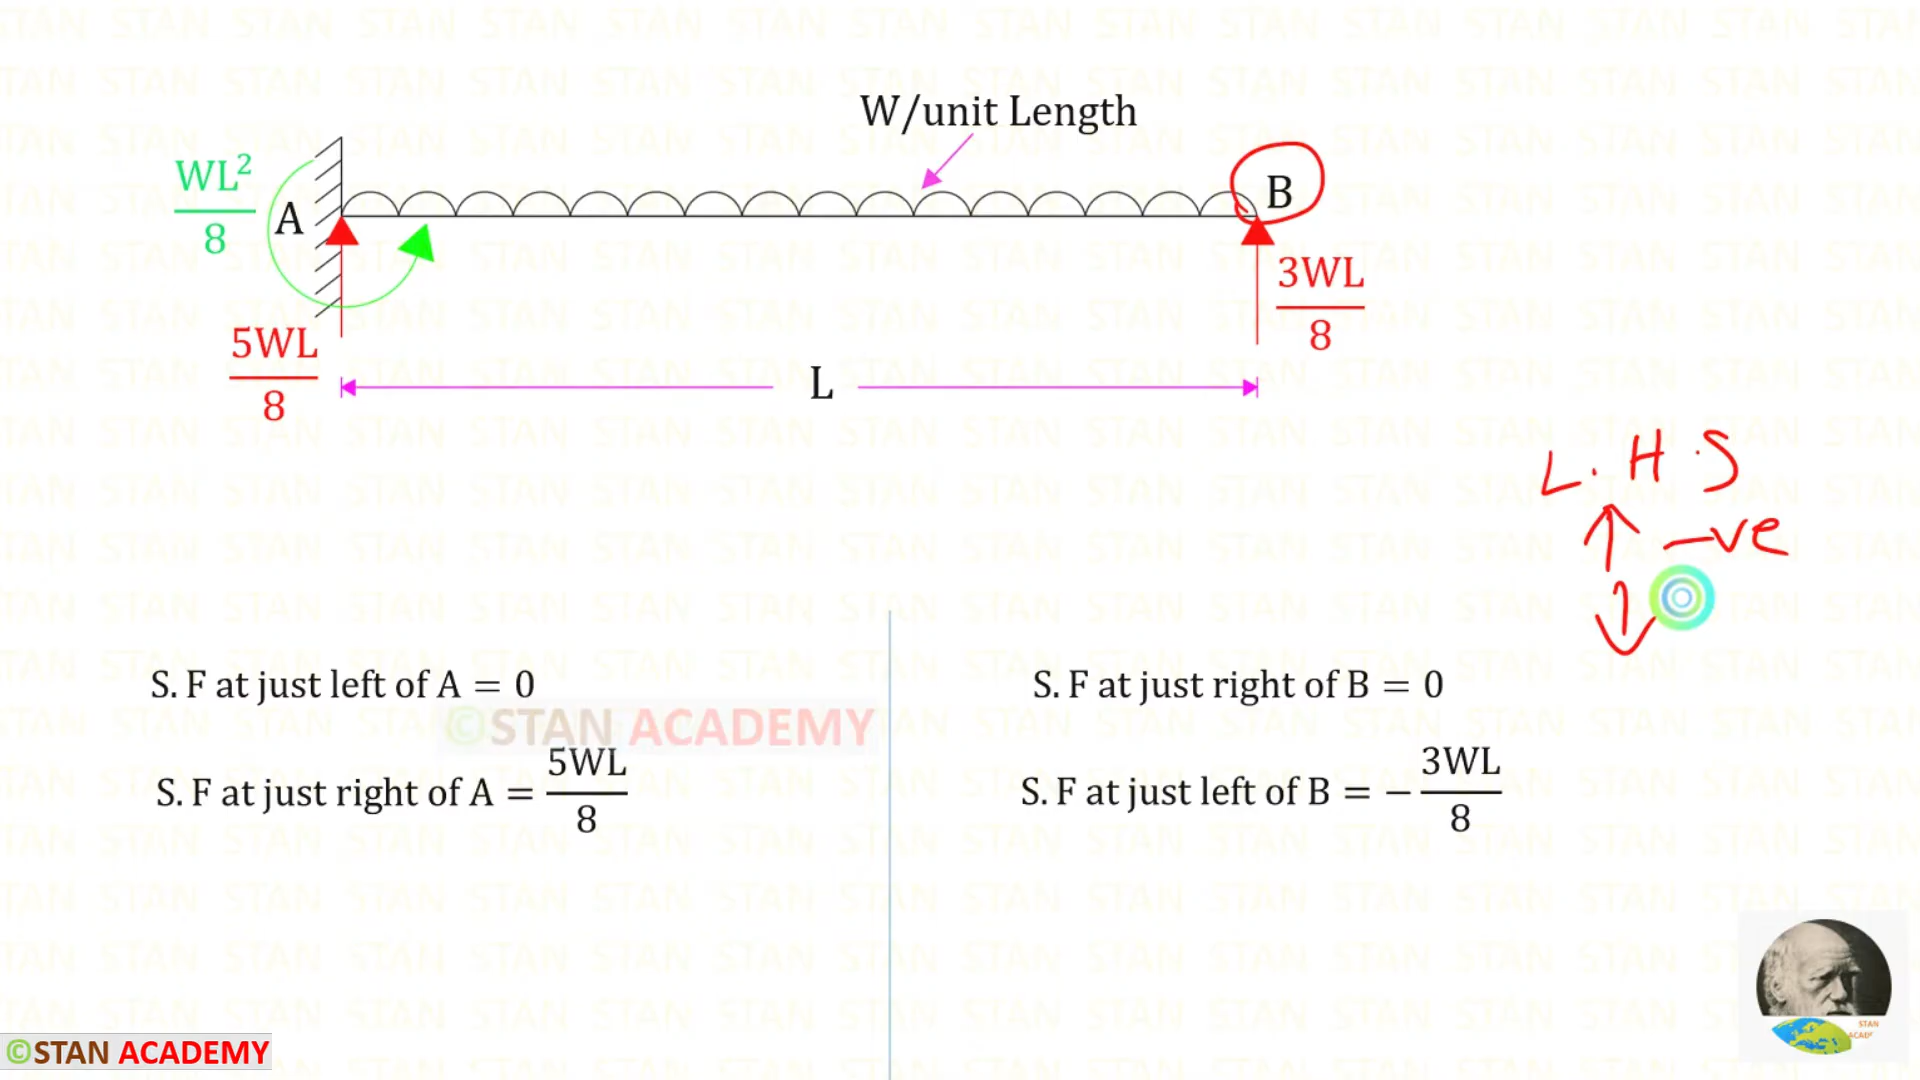 W/unit Length
WL²
8
A
B
5WL
8
3WL
8
L
L.H.S
↑ -ve
↓
S. F at just left of A = 0
S. F at just right of A = 5WL/8
S. F at just right of B = 0
S. F at just left of B = − 3WL/8
©STAN ACADEMY
©STAN ACADEMY
STAN